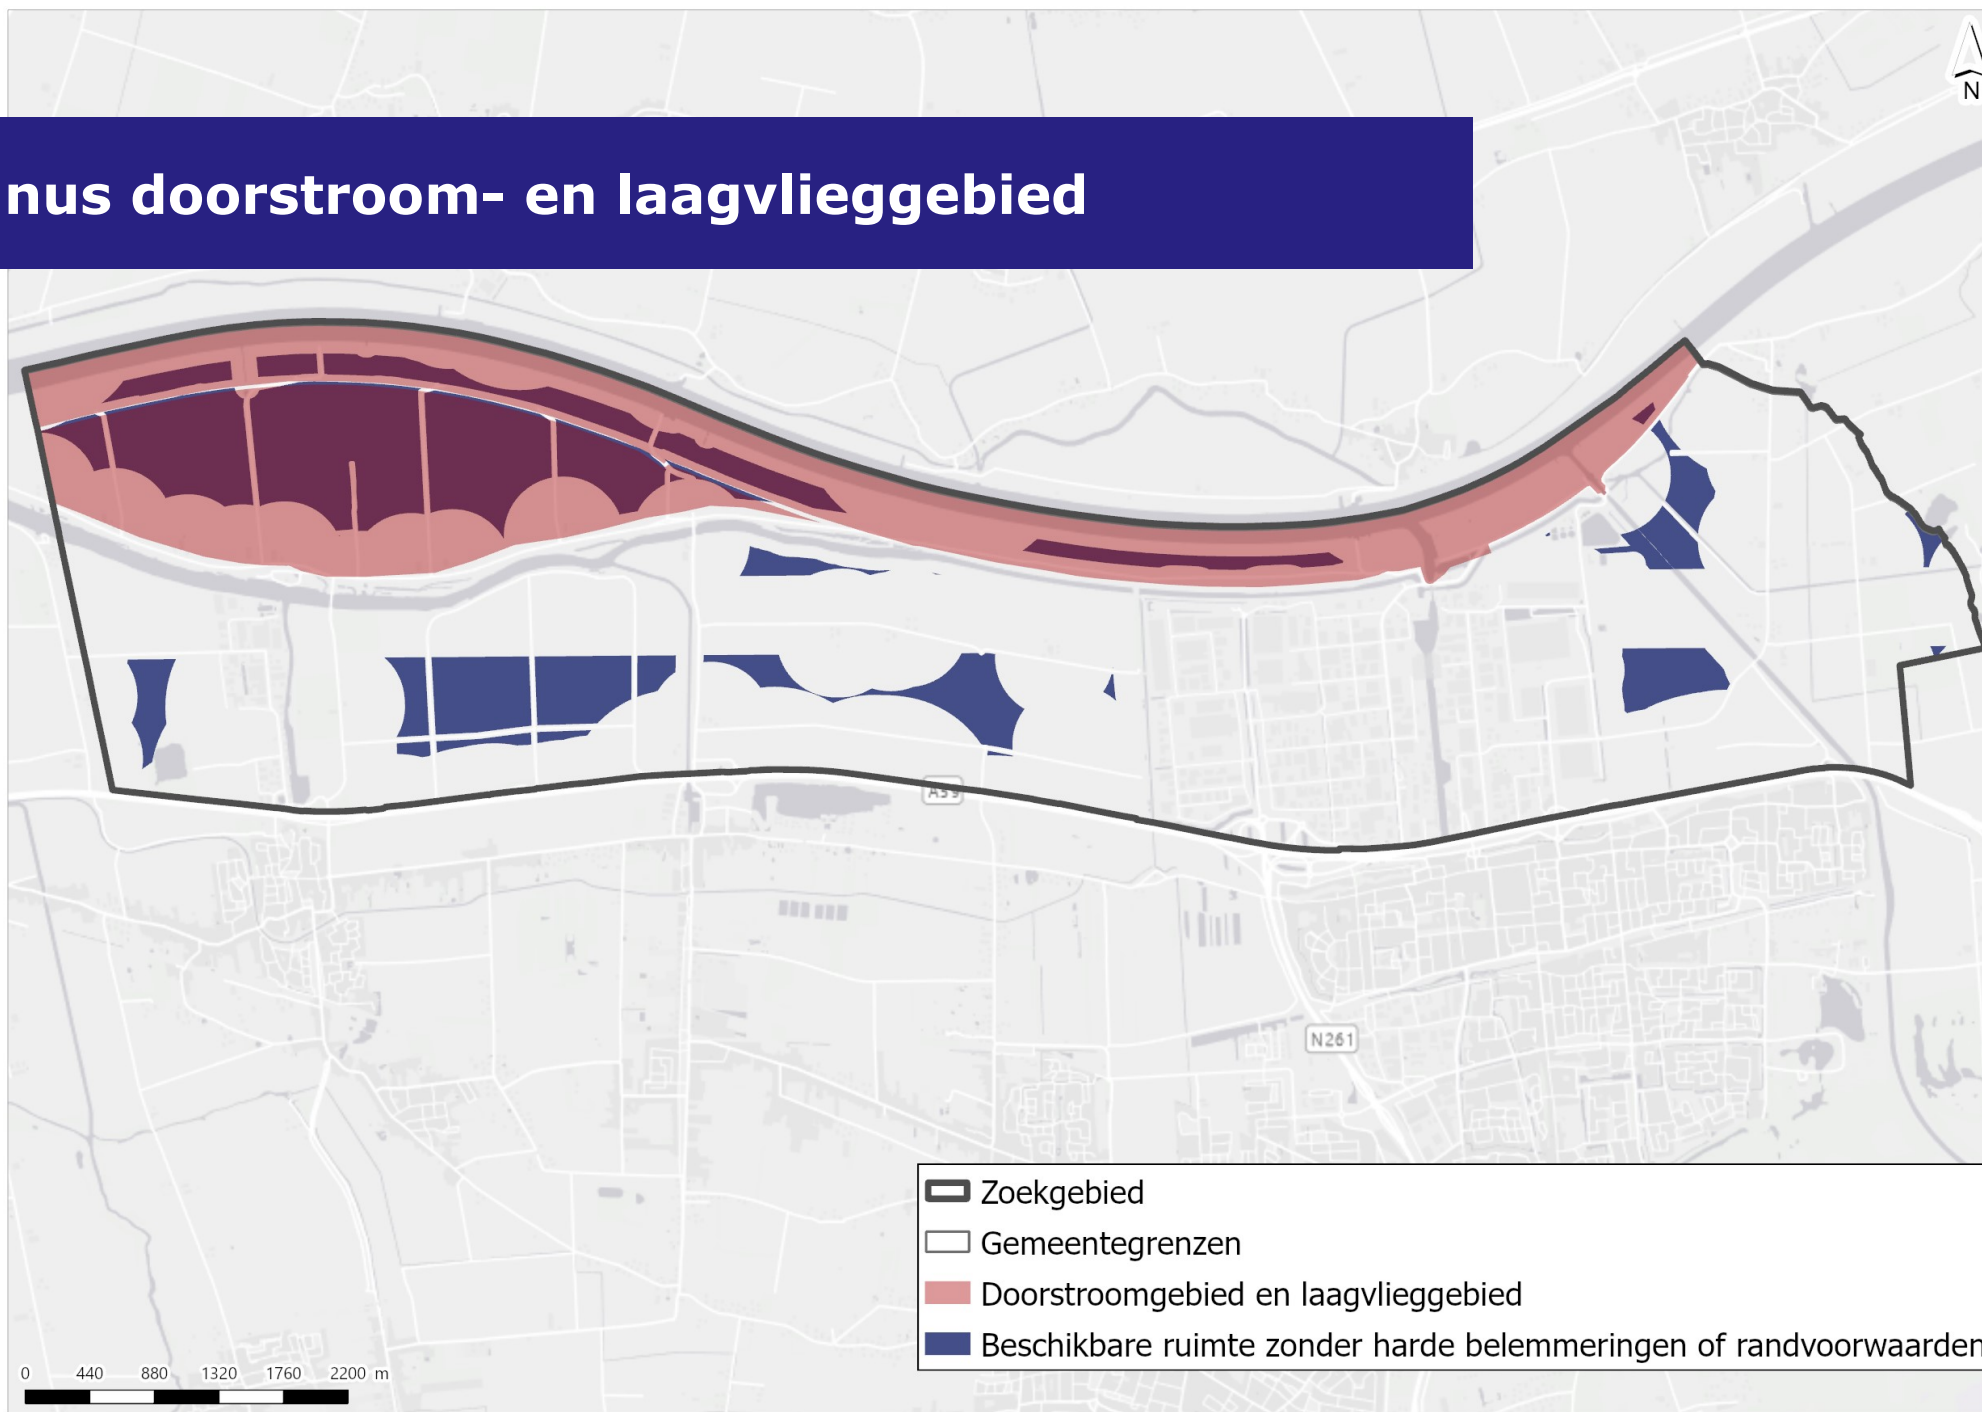 N
nus doorstroom- en laagvlieggebied
A59
N261
Zoekgebied
Gemeentegrenzen
Doorstroomgebied en laagvlieggebied
Beschikbare ruimte zonder harde belemmeringen of randvoorwaarden
0 440 880 1320 1760 2200 m